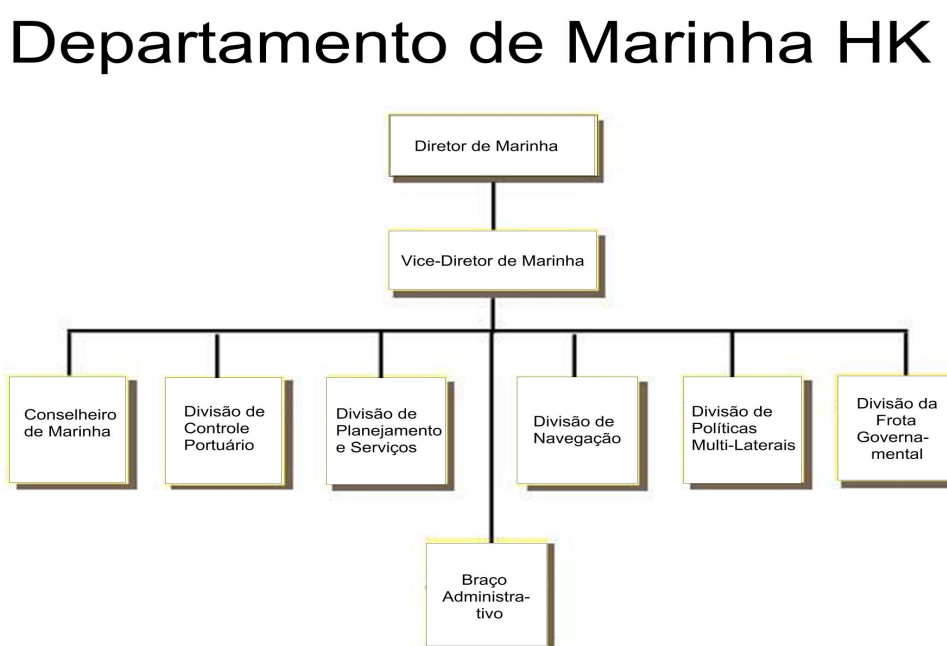 Departamento de Marinha HK
Diretor de Marinha
Vice-Diretor de Marinha
Conselheiro
de Marinha
Divisão de
Controle
Portuário
Divisão de
Planejamento
e Serviços
Divisão de
Navegação
Divisão de
Políticas
Multi-Laterais
Divisão da
Frota
Governa-
mental
Braço
Administra-
tivo